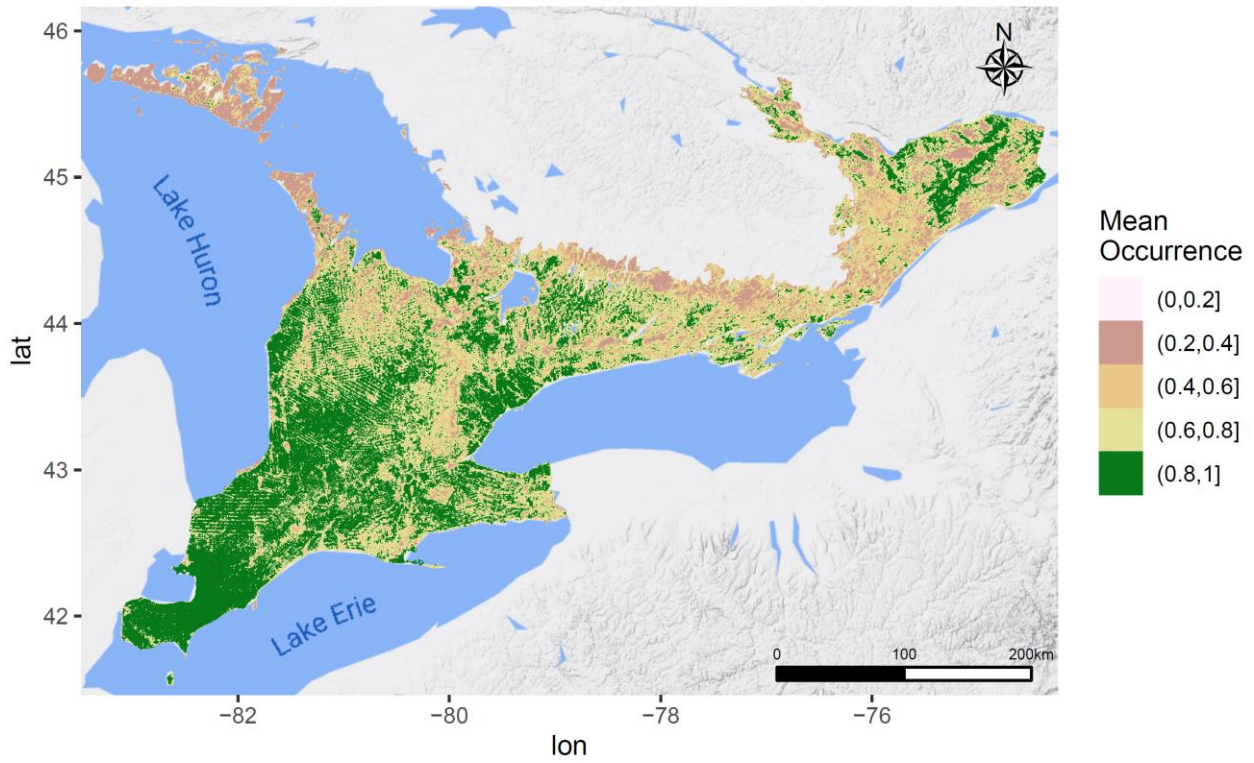 46
45
44
43
42
lat
−82
−80
−78
−76
lon
N
Lake Huron
Lake Erie
0 100 200km
Mean
Occurrence
(0,0.2]
(0.2,0.4]
(0.4,0.6]
(0.6,0.8]
(0.8,1]